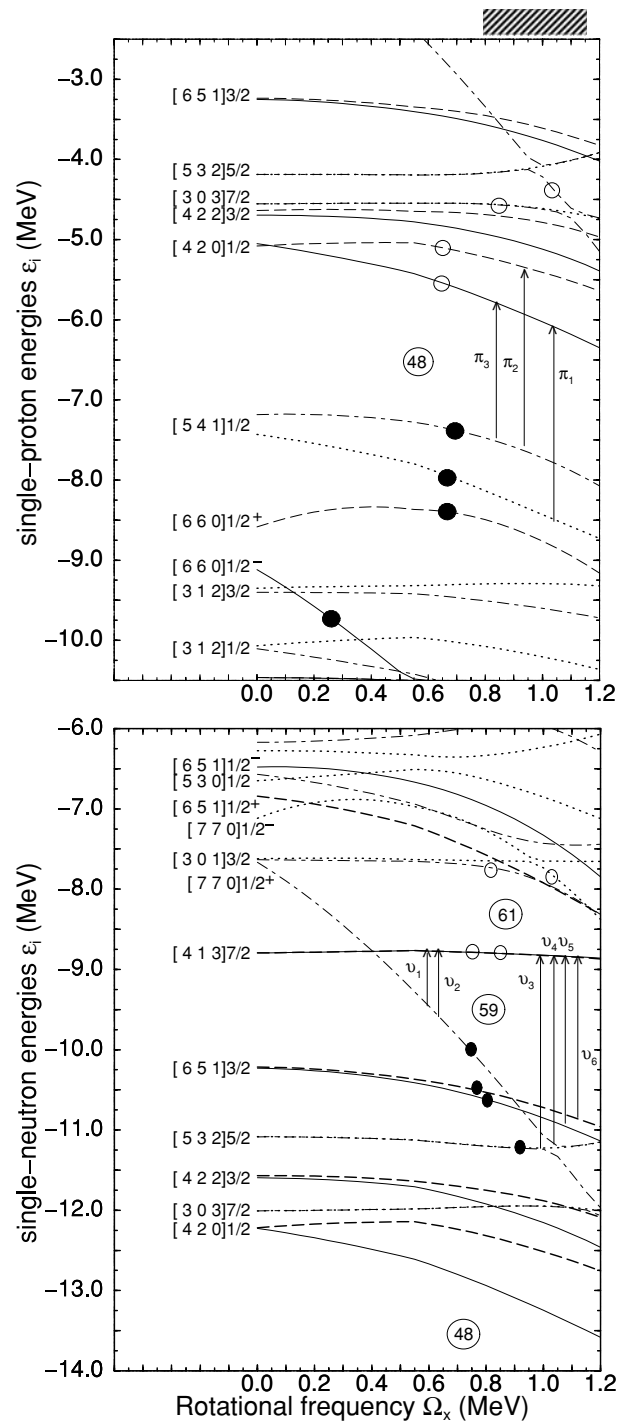 single−proton energies ε_i (MeV)
−3.0
−4.0
−5.0
−6.0
−7.0
−8.0
−9.0
−10.0
[ 6 5 1]3/2
[ 5 3 2]5/2
[ 3 0 3]7/2
[ 4 2 2]3/2
[ 4 2 0]1/2
48
π₃
π₂
π₁
[ 5 4 1]1/2
[ 6 6 0]1/2⁺
[ 6 6 0]1/2⁻
[ 3 1 2]3/2
[ 3 1 2]1/2
0.0 0.2 0.4 0.6 0.8 1.0 1.2
single−neutron energies ε_i (MeV)
−6.0
−7.0
−8.0
−9.0
−10.0
−11.0
−12.0
−13.0
−14.0
[ 6 5 1]1/2⁻
[ 5 3 0]1/2
[ 6 5 1]1/2⁺
[ 7 7 0]1/2⁻
[ 3 0 1]3/2
[ 7 7 0]1/2⁺
61
[ 4 1 3]7/2
υ₁
υ₂
υ₃
υ₄
υ₅
υ₆
59
[ 6 5 1]3/2
[ 5 3 2]5/2
[ 4 2 2]3/2
[ 3 0 3]7/2
[ 4 2 0]1/2
48
0.0 0.2 0.4 0.6 0.8 1.0 1.2
Rotational frequency Ωₓ (MeV)